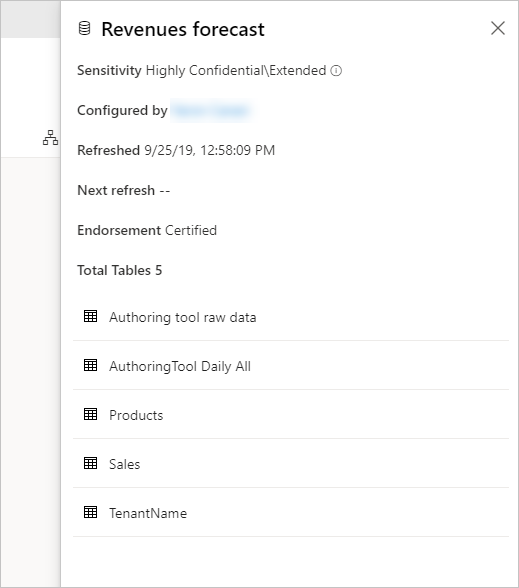 Revenues forecast
Sensitivity Highly Confidential\Extended
Configured by
Refreshed 9/25/19, 12:58:09 PM
Next refresh --
Endorsement Certified
Total Tables 5
Authoring tool raw data
AuthoringTool Daily All
Products
Sales
TenantName